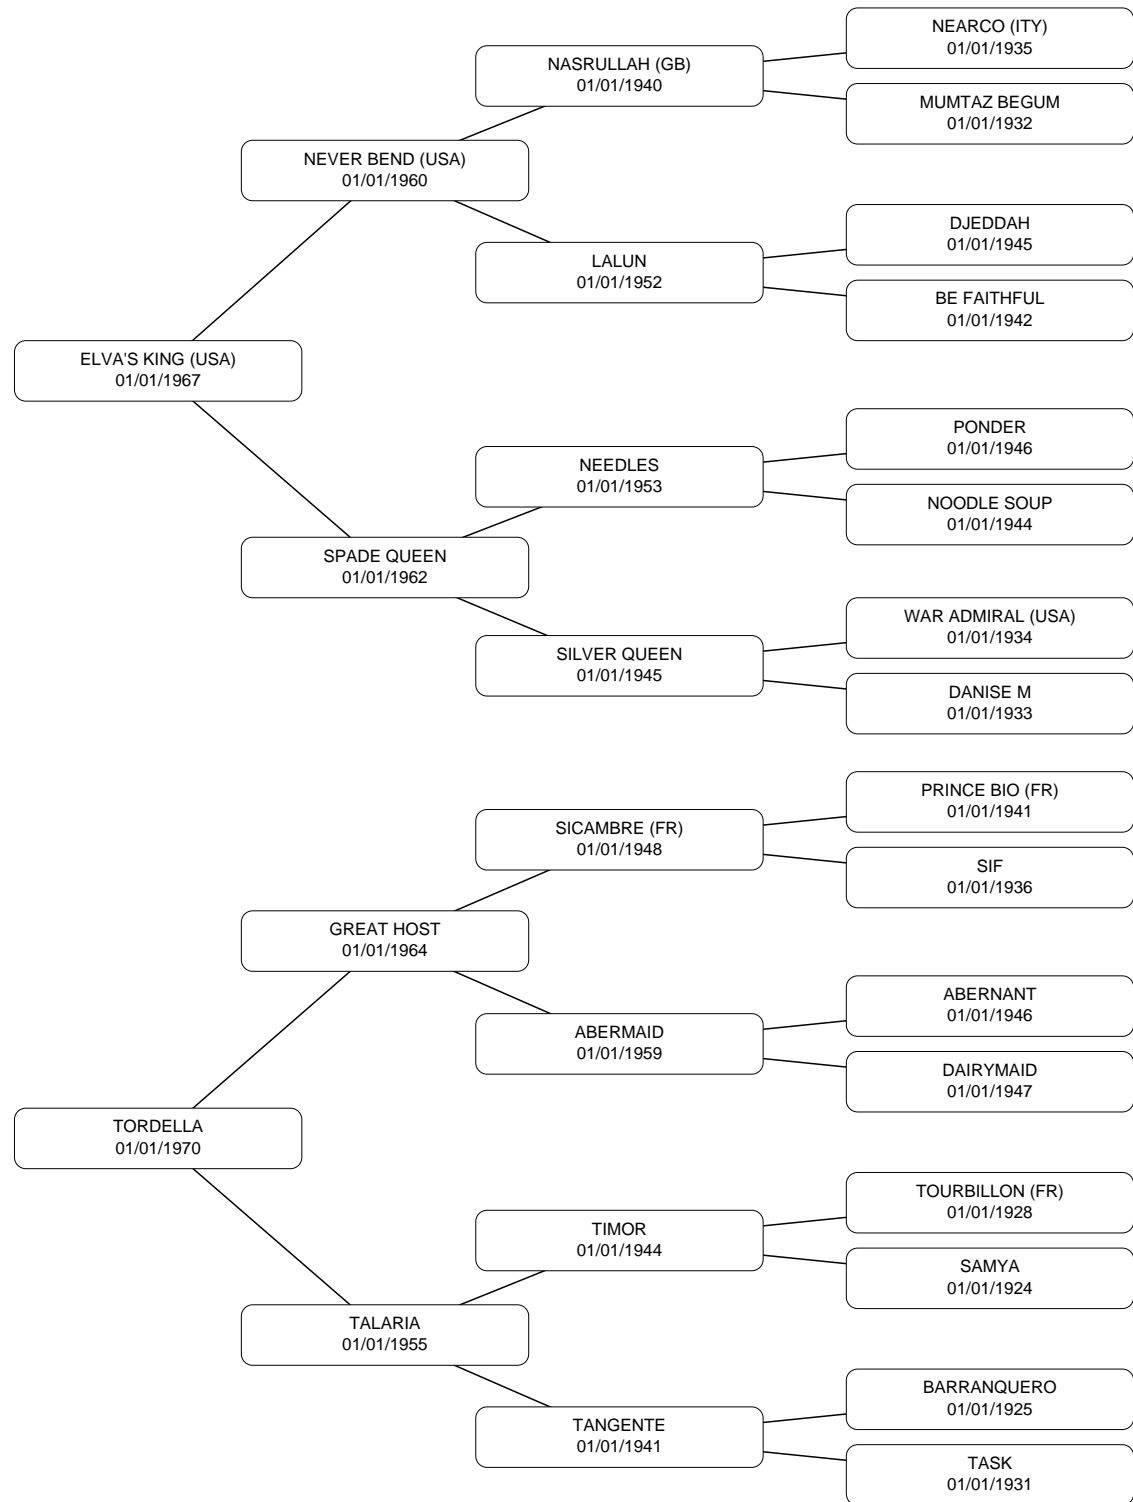 NEARCO (ITY)
01/01/1935
NASRULLAH (GB)
01/01/1940
MUMTAZ BEGUM
01/01/1932
NEVER BEND (USA)
01/01/1960
DJEDDAH
01/01/1945
LALUN
01/01/1952
BE FAITHFUL
01/01/1942
ELVA'S KING (USA)
01/01/1967
PONDER
01/01/1946
NEEDLES
01/01/1953
NOODLE SOUP
01/01/1944
SPADE QUEEN
01/01/1962
WAR ADMIRAL (USA)
01/01/1934
SILVER QUEEN
01/01/1945
DANISE M
01/01/1933
PRINCE BIO (FR)
01/01/1941
SICAMBRE (FR)
01/01/1948
SIF
01/01/1936
GREAT HOST
01/01/1964
ABERNANT
01/01/1946
ABERMAID
01/01/1959
DAIRYMAID
01/01/1947
TORDELLA
01/01/1970
TOURBILLON (FR)
01/01/1928
TIMOR
01/01/1944
SAMYA
01/01/1924
TALARIA
01/01/1955
BARRANQUERO
01/01/1925
TANGENTE
01/01/1941
TASK
01/01/1931